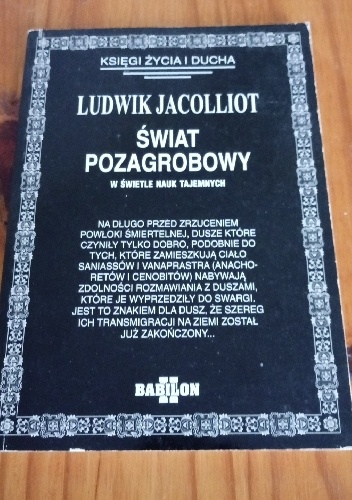 KSIĘGI ŻYCIA I DUCHA
LUDWIK JACOLLIOT
ŚWIAT
POZAGROBOWY
W ŚWIETLE NAUK TAJEMNYCH
NA DŁUGO PRZED ZRZUCENIEM
POWŁOKI ŚMIERTELNEJ, DUSZE KTÓRE
CZYNIŁY TYLKO DOBRO, PODOBNIE DO
TYCH, KTÓRE ZAMIESZKUJĄ CIAŁO
SANIASSÓW I VANAPRASTRA (ANACHO-
RETÓW I CENOBITÓW) NABYWAJĄ
ZDOLNOŚCI ROZMAWIANIA Z DUSZAMI,
KTÓRE JE WYPRZEDZIŁY DO SWARGI.
JEST TO ZNAKIEM DLA DUSZ, ŻE SZEREG
ICH TRANSMIGRACJI NA ZIEMI ZOSTAŁ
JUŻ ZAKOŃCZONY...
BABILON